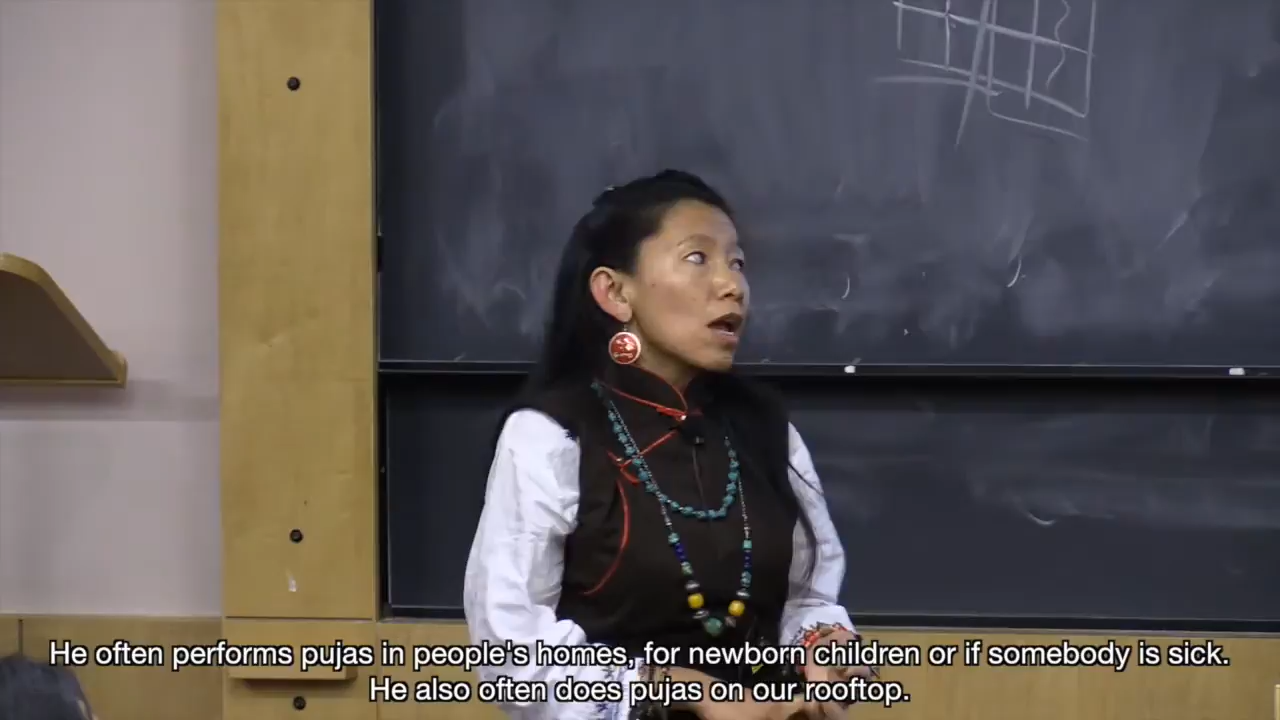 He often performs pujas in people's homes, for newborn children or if somebody is sick.
He also often does pujas on our rooftop.